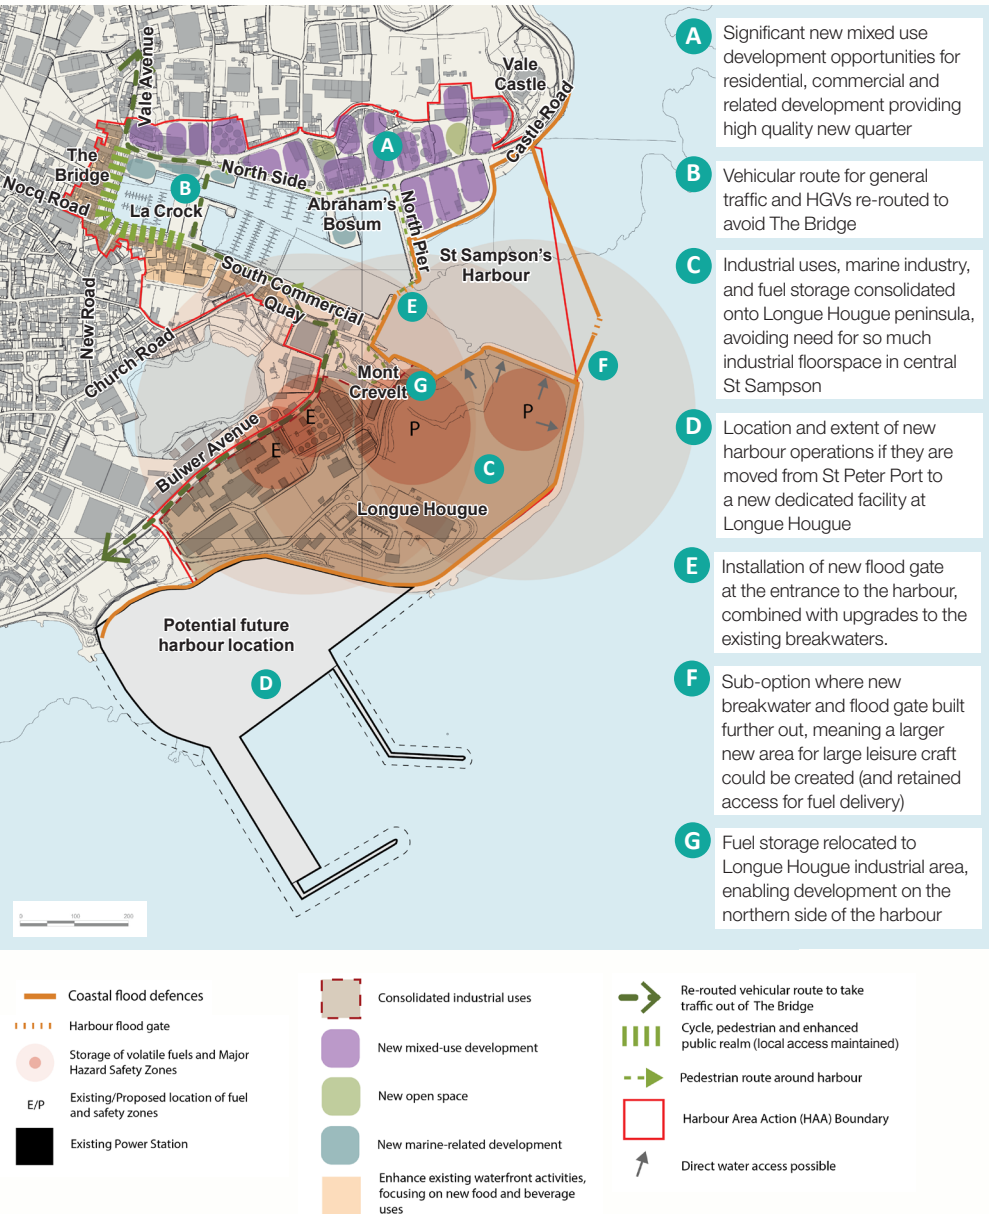 Vale Avenue
Vale
Castle
Castle Road
The
Bridge
Nocq Road
North Side
La Crock
Abraham's
Bosum
North Pier
St Sampson's
Harbour
South Commercial
Quay
New Road
Church Road
Mont
Crevelt
Bulwer Avenue
Longue Hougue
Potential future
harbour location
A
B
E
F
G
C
D
E
E
P
P
0 100 200
A
Significant new mixed use
development opportunities for
residential, commercial and
related development providing
high quality new quarter
B
Vehicular route for general
traffic and HGVs re-routed to
avoid The Bridge
C
Industrial uses, marine industry,
and fuel storage consolidated
onto Longue Hougue peninsula,
avoiding need for so much
industrial floorspace in central
St Sampson
D
Location and extent of new
harbour operations if they are
moved from St Peter Port to
a new dedicated facility at
Longue Hougue
E
Installation of new flood gate
at the entrance to the harbour,
combined with upgrades to the
existing breakwaters.
F
Sub-option where new
breakwater and flood gate built
further out, meaning a larger
new area for large leisure craft
could be created (and retained
access for fuel delivery)
G
Fuel storage relocated to
Longue Hougue industrial area,
enabling development on the
northern side of the harbour
Coastal flood defences
Harbour flood gate
Storage of volatile fuels and Major
Hazard Safety Zones
E/P
Existing/Proposed location of fuel
and safety zones
Existing Power Station
Consolidated industrial uses
New mixed-use development
New open space
New marine-related development
Enhance existing waterfront activities,
focusing on new food and beverage
uses
Re-routed vehicular route to take
traffic out of The Bridge
Cycle, pedestrian and enhanced
public realm (local access maintained)
Pedestrian route around harbour
Harbour Area Action (HAA) Boundary
Direct water access possible